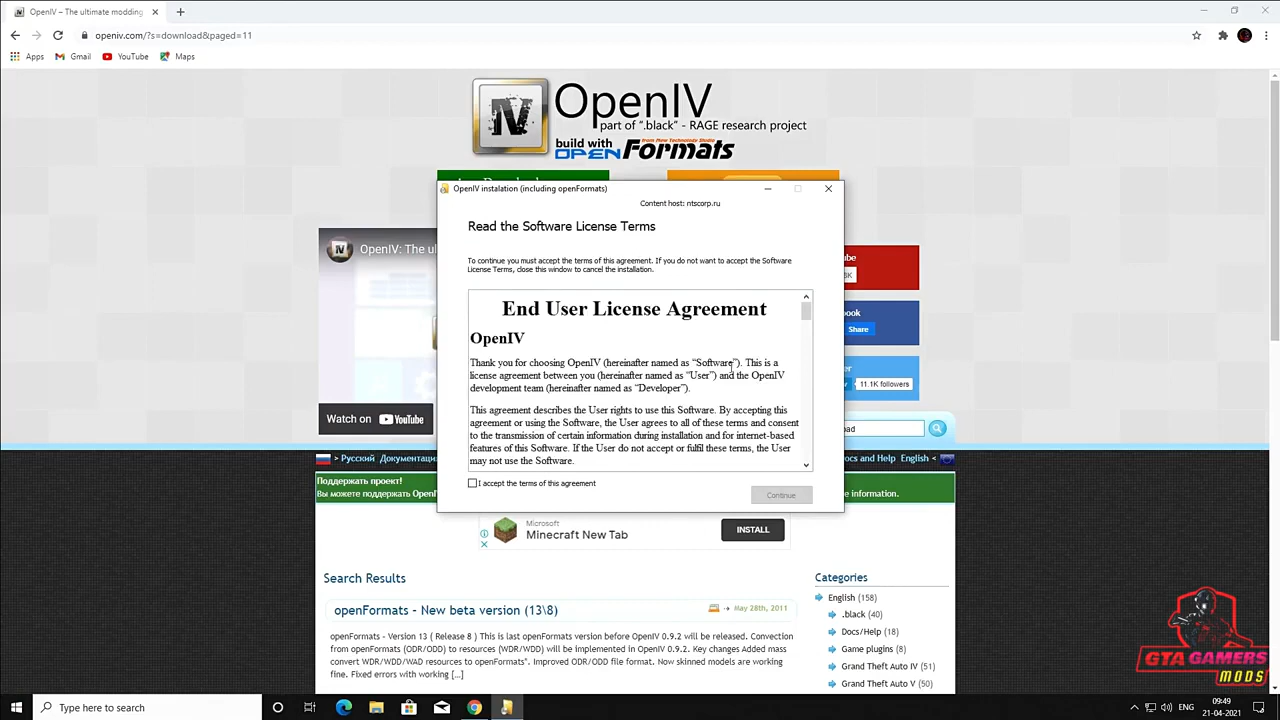 OpenIV - The ultimate modding
openiv.com/?s=download&paged=11
Apps
Gmail
YouTube
Maps
IV
OpenIV
part of ".black" - RAGE research project
build with
from New Technology Studio
OPEN Formats
OpenIV instalation (including openFormats)
Content host: ntscorp.ru
Read the Software License Terms
To continue you must accept the terms of this agreement. If you do not want to accept the Software
License Terms, close this window to cancel the installation.
End User License Agreement
OpenIV
Thank you for choosing OpenIV (hereinafter named as “Software”). This is a
license agreement between you (hereinafter named as “User”) and the OpenIV
development team (hereinafter named as “Developer”).
This agreement describes the User rights to use this Software. By accepting this
agreement or using the Software, the User agrees to all of these terms and consent
to the transmission of certain information during installation and for internet-based
features of this Software. If the User do not accept or fulfil these terms, the User
may not use the Software.
I accept the terms of this agreement
Continue
OpenIV: The ul
Watch on YouTube
be
K
ook
Share
er
11.1K followers
oad
> Русский Документаци
ocs and Help English <
Поддержать проект!
Вы можете поддержать OpenI
e information.
Microsoft
Minecraft New Tab
INSTALL
Search Results
openFormats - New beta version (13\8)
May 28th, 2011
openFormats - Version 13 ( Release 8 ) This is last openFormats version before OpenIV 0.9.2 will be released. Convection
from openFormats (ODR/ODD) to resources (WDR/WDD) will be implemented in OpenIV 0.9.2. Key changes Added mass
convert WDR/WDD/WAD resources to openFormats*. Improved ODR/ODD file format. Now skinned models are working
fine. Fixed errors with working [...]
Categories
English (158)
.black (40)
Docs/Help (18)
Game plugins (8)
Grand Theft Auto IV (51)
Grand Theft Auto V (50)
GTA GAMERS
MODS
Type here to search
ENG
09:49
21-04-2021